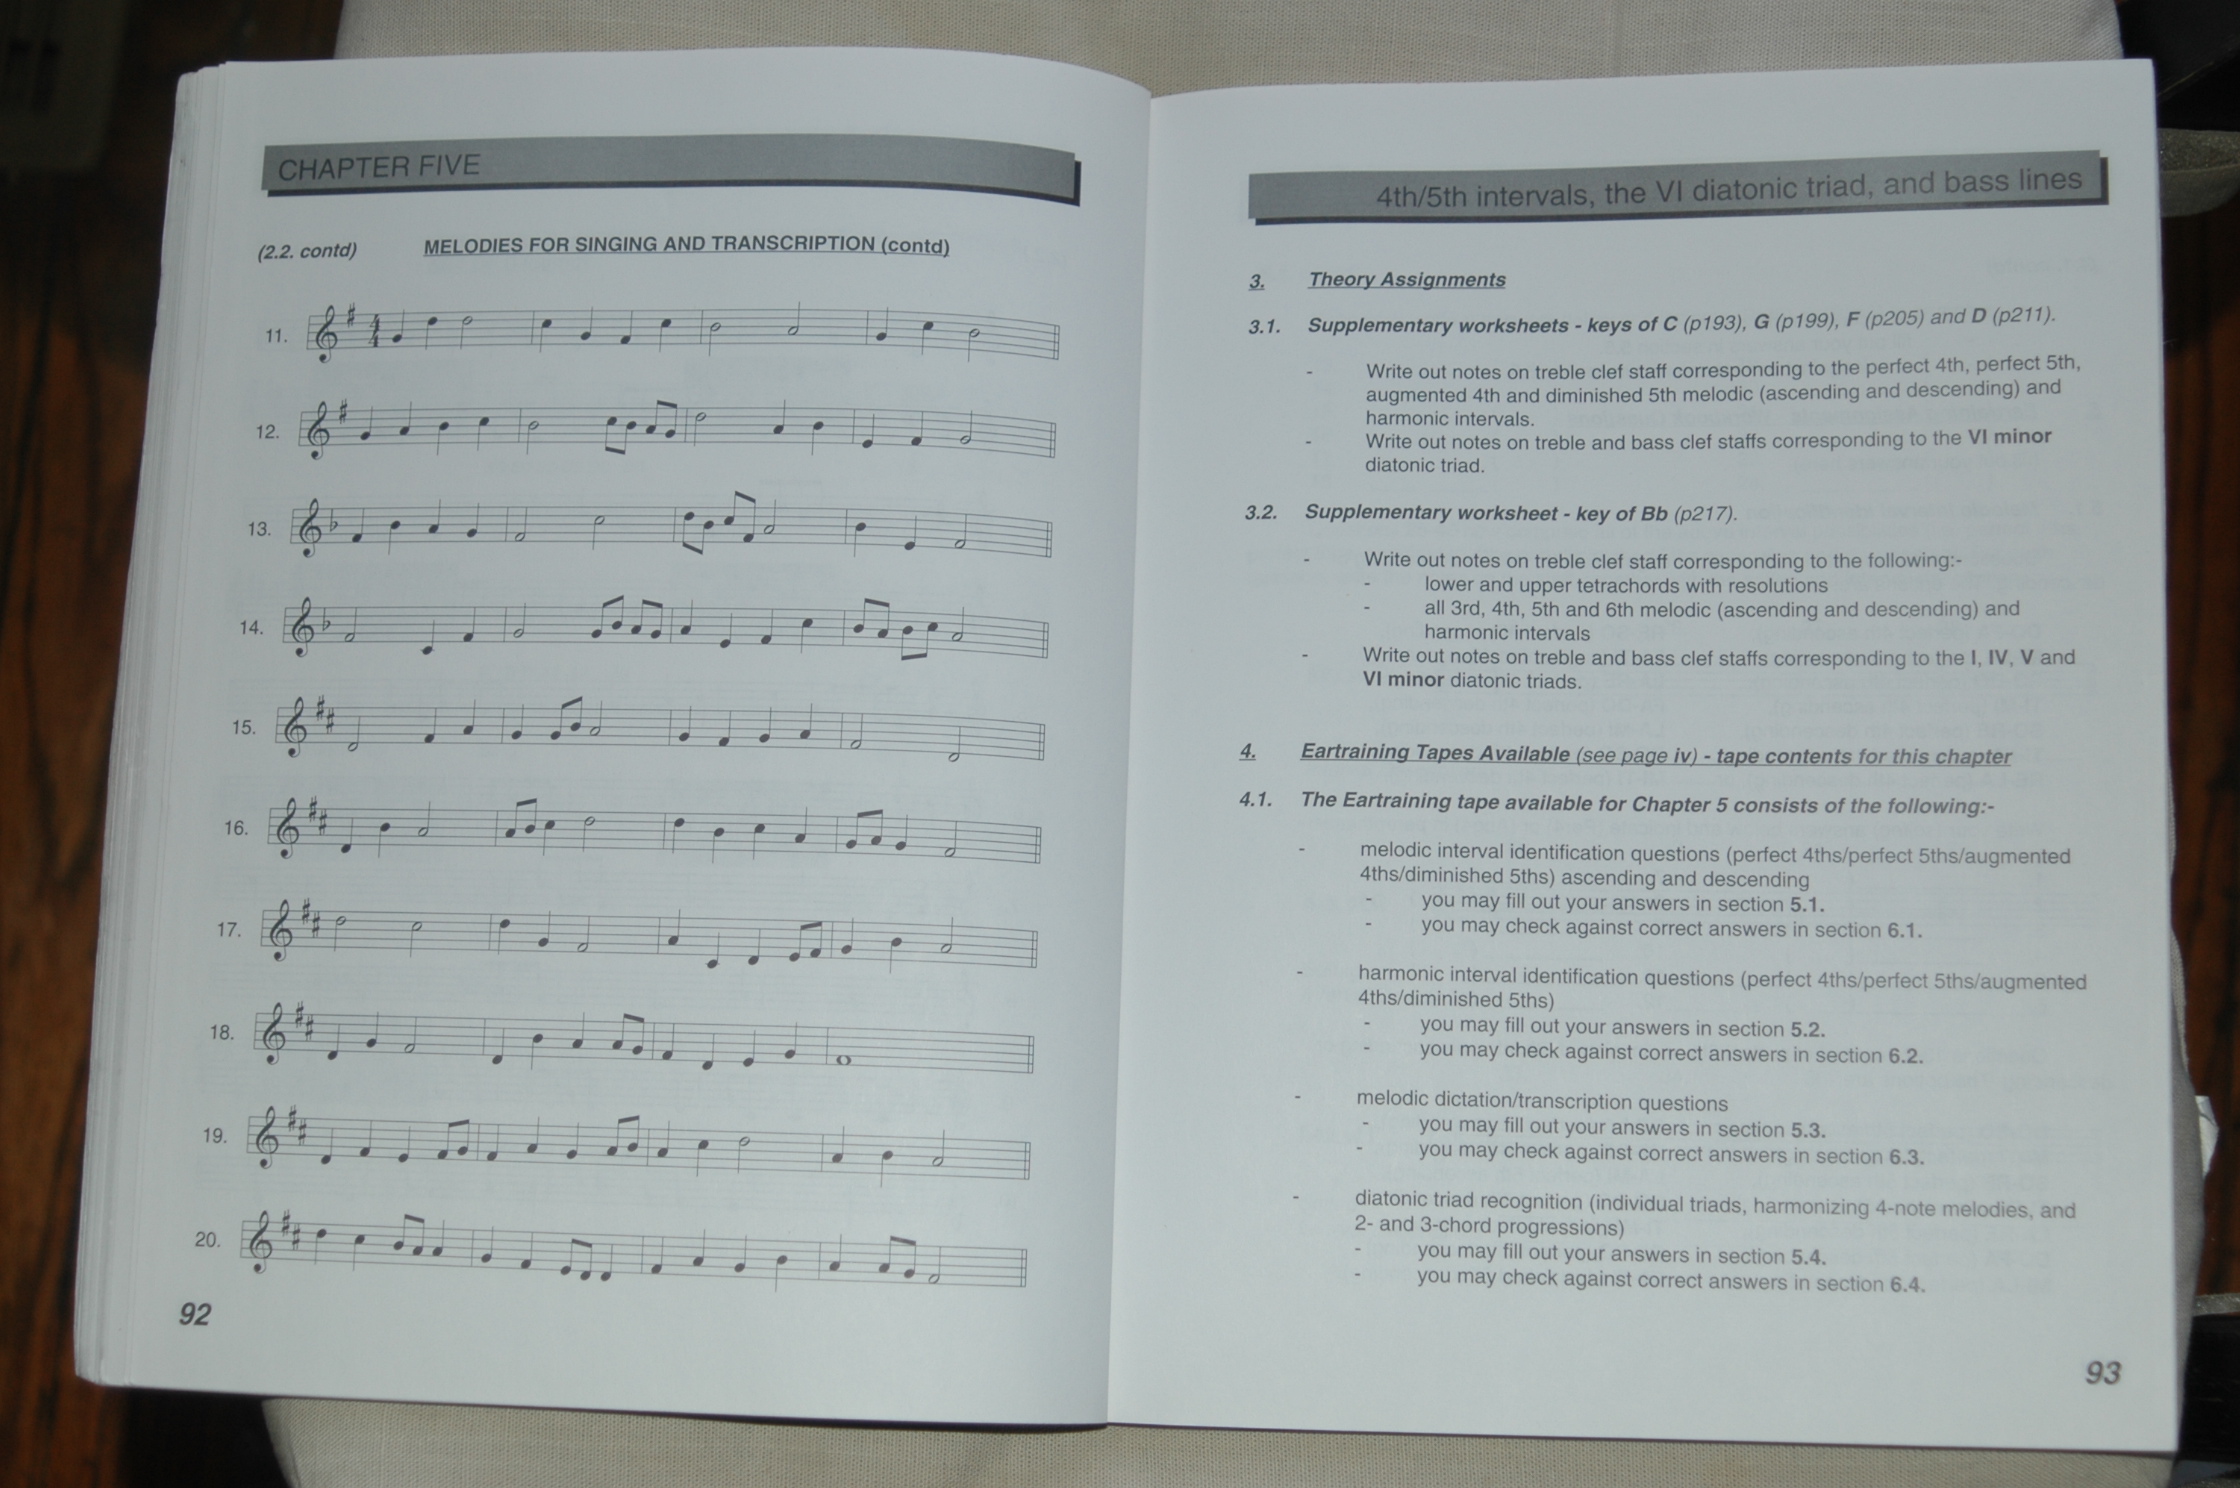 CHAPTER FIVE
(2.2. contd) MELODIES FOR SINGING AND TRANSCRIPTION (contd)
11.
4
4
12.
13.
14.
15.
16.
17.
18.
19.
20.
92
4th/5th intervals, the VI diatonic triad, and bass lines
3. Theory Assignments
3.1. Supplementary worksheets - keys of C (p193), G (p199), F (p205) and D (p211).
- Write out notes on treble clef staff corresponding to the perfect 4th, perfect 5th,
augmented 4th and diminished 5th melodic (ascending and descending) and
harmonic intervals.
- Write out notes on treble and bass clef staffs corresponding to the VI minor
diatonic triad.
3.2. Supplementary worksheet - key of Bb (p217).
- Write out notes on treble clef staff corresponding to the following:-
- lower and upper tetrachords with resolutions
- all 3rd, 4th, 5th and 6th melodic (ascending and descending) and
harmonic intervals
- Write out notes on treble and bass clef staffs corresponding to the I, IV, V and
VI minor diatonic triads.
4. Eartraining Tapes Available (see page iv) - tape contents for this chapter
4.1. The Eartraining tape available for Chapter 5 consists of the following:-
- melodic interval identification questions (perfect 4ths/perfect 5ths/augmented
4ths/diminished 5ths) ascending and descending
- you may fill out your answers in section 5.1.
- you may check against correct answers in section 6.1.
- harmonic interval identification questions (perfect 4ths/perfect 5ths/augmented
4ths/diminished 5ths)
- you may fill out your answers in section 5.2.
- you may check against correct answers in section 6.2.
- melodic dictation/transcription questions
- you may fill out your answers in section 5.3.
- you may check against correct answers in section 6.3.
- diatonic triad recognition (individual triads, harmonizing 4-note melodies, and
2- and 3-chord progressions)
- you may fill out your answers in section 5.4.
- you may check against correct answers in section 6.4.
93